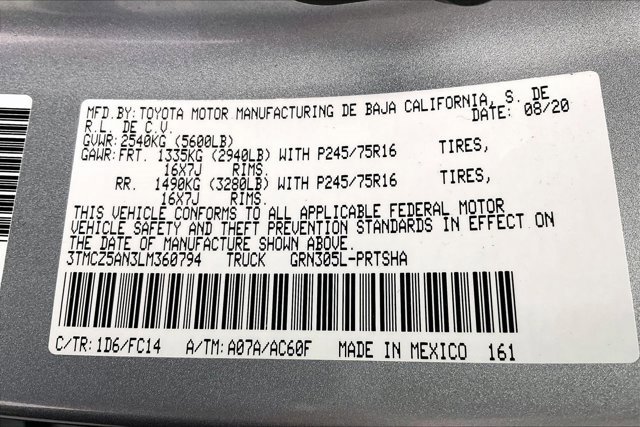 MFD.BY: TOYOTA MOTOR MANUFACTURING DE BAJA CALIFORNIA, S. DE
R.L. DE C.V. DATE: 08/20
GVWR: 2540KG (5600LB)
GAWR: FRT. 1335KG (2940LB) WITH P245/75R16 TIRES,
16X7J RIMS.
RR. 1490KG (3280LB) WITH P245/75R16 TIRES,
16X7J RIMS.
THIS VEHICLE CONFORMS TO ALL APPLICABLE FEDERAL MOTOR
VEHICLE SAFETY AND THEFT PREVENTION STANDARDS IN EFFECT ON
THE DATE OF MANUFACTURE SHOWN ABOVE.
3TMCZ5AN3LM360794 TRUCK GRN305L-PRTSHA
C/TR: 1D6/FC14 A/TM: A07A/AC60F MADE IN MEXICO 161